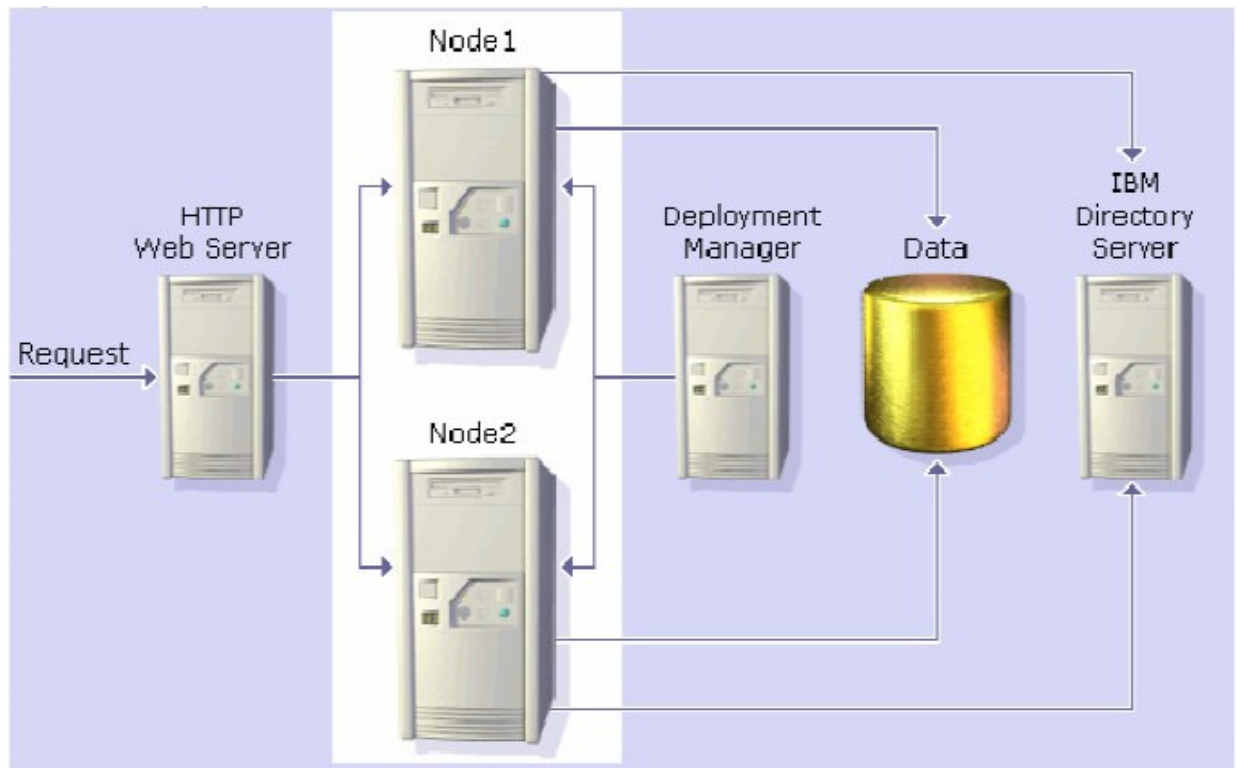 Node1
HTTP
Web Server
Request
Node2
Deployment
Manager
Data
IBM
Directory
Server